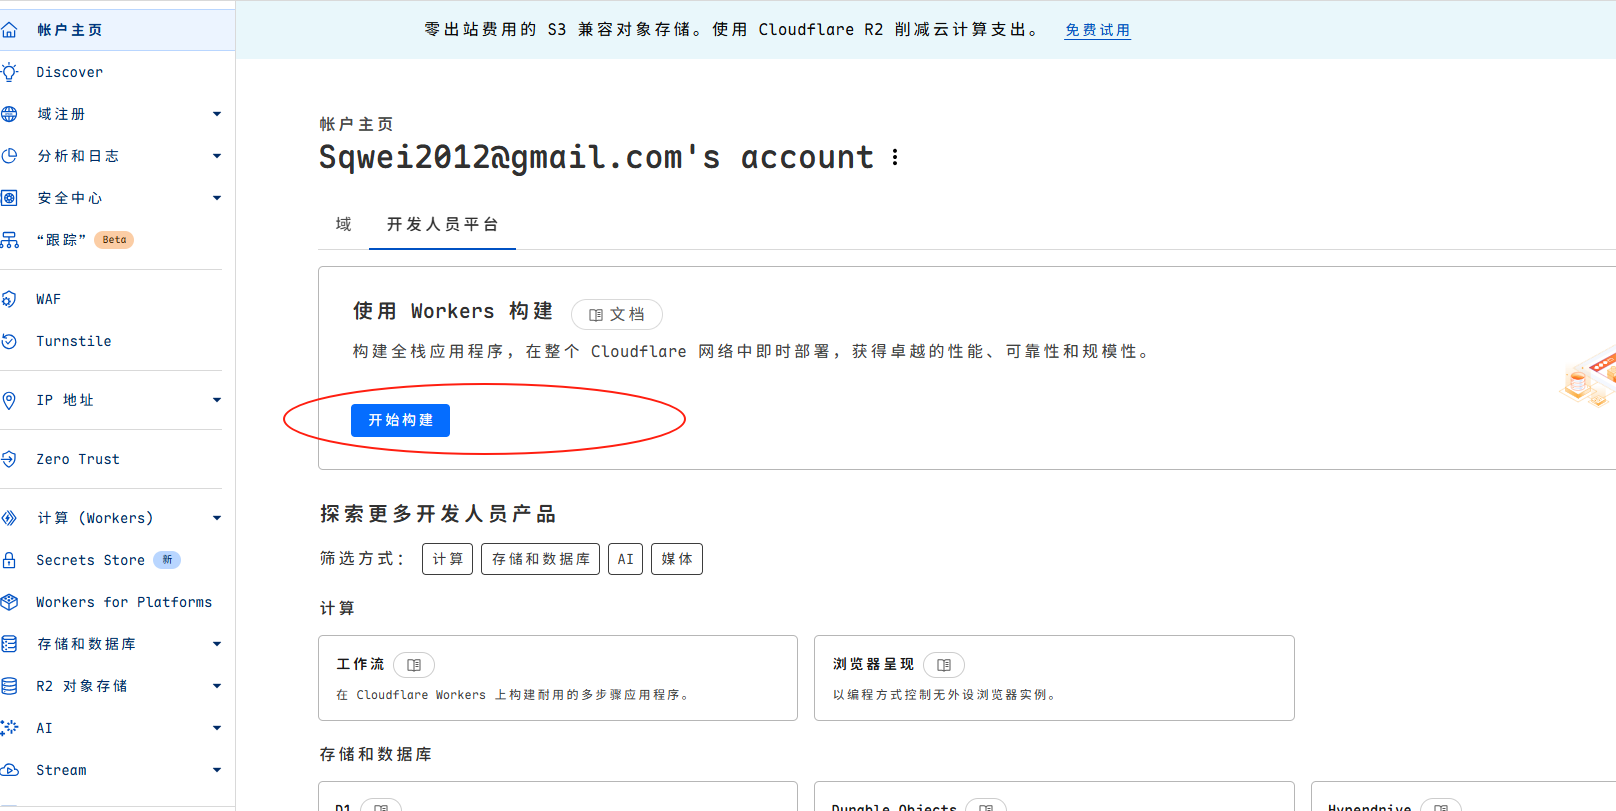 零出站费用的 S3 兼容对象存储。使用 Cloudflare R2 削减云计算支出。 免费试用
帐户主页
Discover
域注册
分析和日志
安全中心
“跟踪” Beta
WAF
Turnstile
IP 地址
Zero Trust
计算 (Workers)
Secrets Store 新
Workers for Platforms
存储和数据库
R2 对象存储
AI
Stream
帐户主页
Sqwei2012@gmail.com's account
域 开发人员平台
使用 Workers 构建 文档
构建全栈应用程序，在整个 Cloudflare 网络中即时部署，获得卓越的性能、可靠性和规模性。
开始构建
探索更多开发人员产品
筛选方式： 计算 存储和数据库 AI 媒体
计算
工作流
在 Cloudflare Workers 上构建耐用的多步骤应用程序。
浏览器呈现
以编程方式控制无外设浏览器实例。
存储和数据库
D1 Durable Objects Hyperdrive